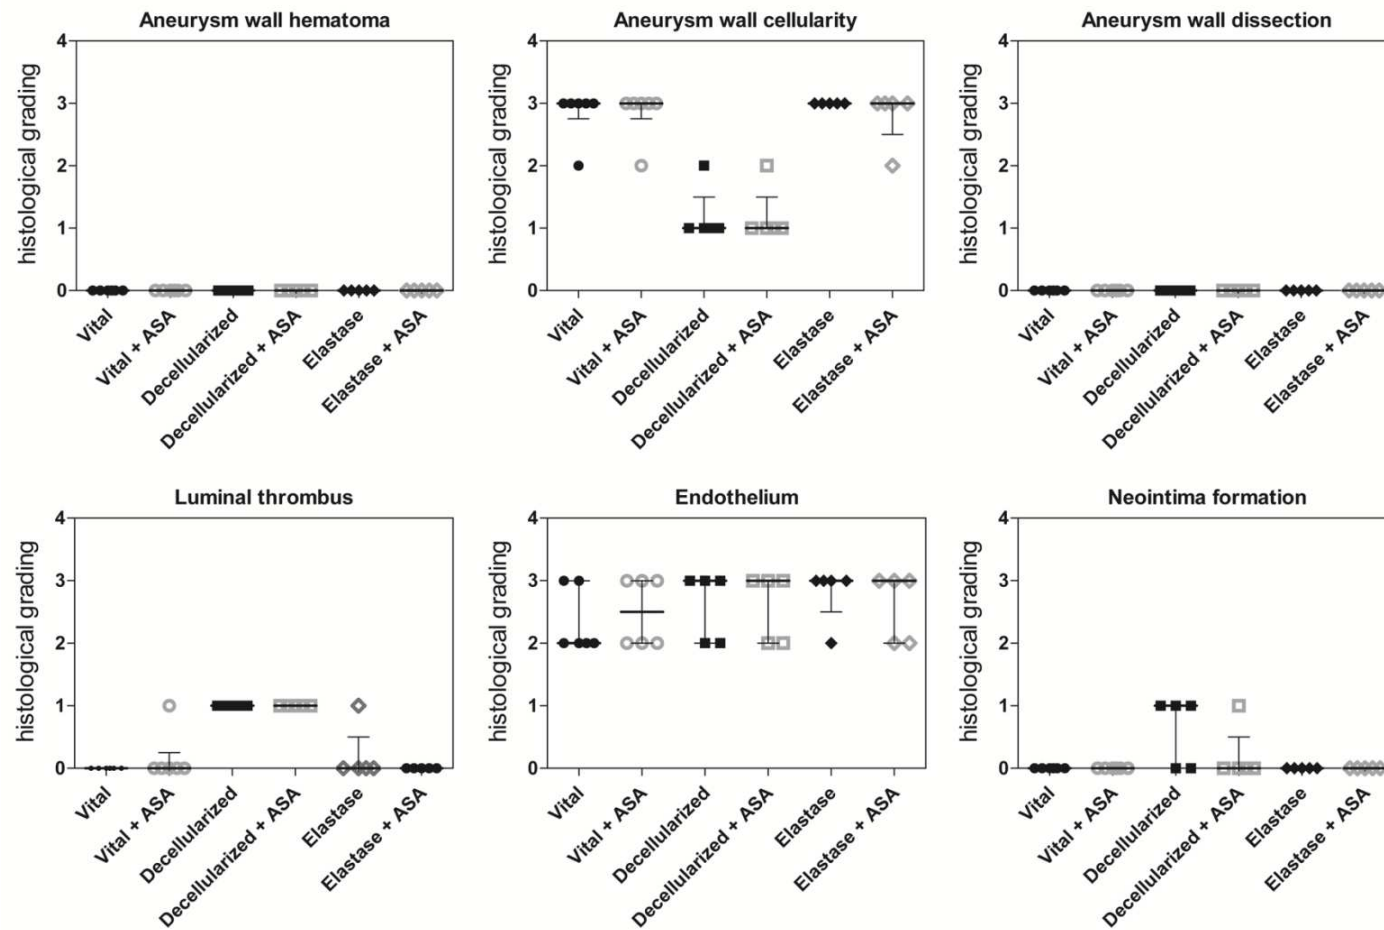 Aneurysm wall hematoma
histological grading
4
3
2
1
0
Vital
Vital + ASA
Decellularized
Decellularized + ASA
Elastase
Elastase + ASA
Aneurysm wall cellularity
histological grading
4
3
2
1
0
Vital
Vital + ASA
Decellularized
Decellularized + ASA
Elastase
Elastase + ASA
Aneurysm wall dissection
histological grading
4
3
2
1
0
Vital
Vital + ASA
Decellularized
Decellularized + ASA
Elastase
Elastase + ASA
Luminal thrombus
histological grading
4
3
2
1
0
Vital
Vital + ASA
Decellularized
Decellularized + ASA
Elastase
Elastase + ASA
Endothelium
histological grading
4
3
2
1
0
Vital
Vital + ASA
Decellularized
Decellularized + ASA
Elastase
Elastase + ASA
Neointima formation
histological grading
4
3
2
1
0
Vital
Vital + ASA
Decellularized
Decellularized + ASA
Elastase
Elastase + ASA